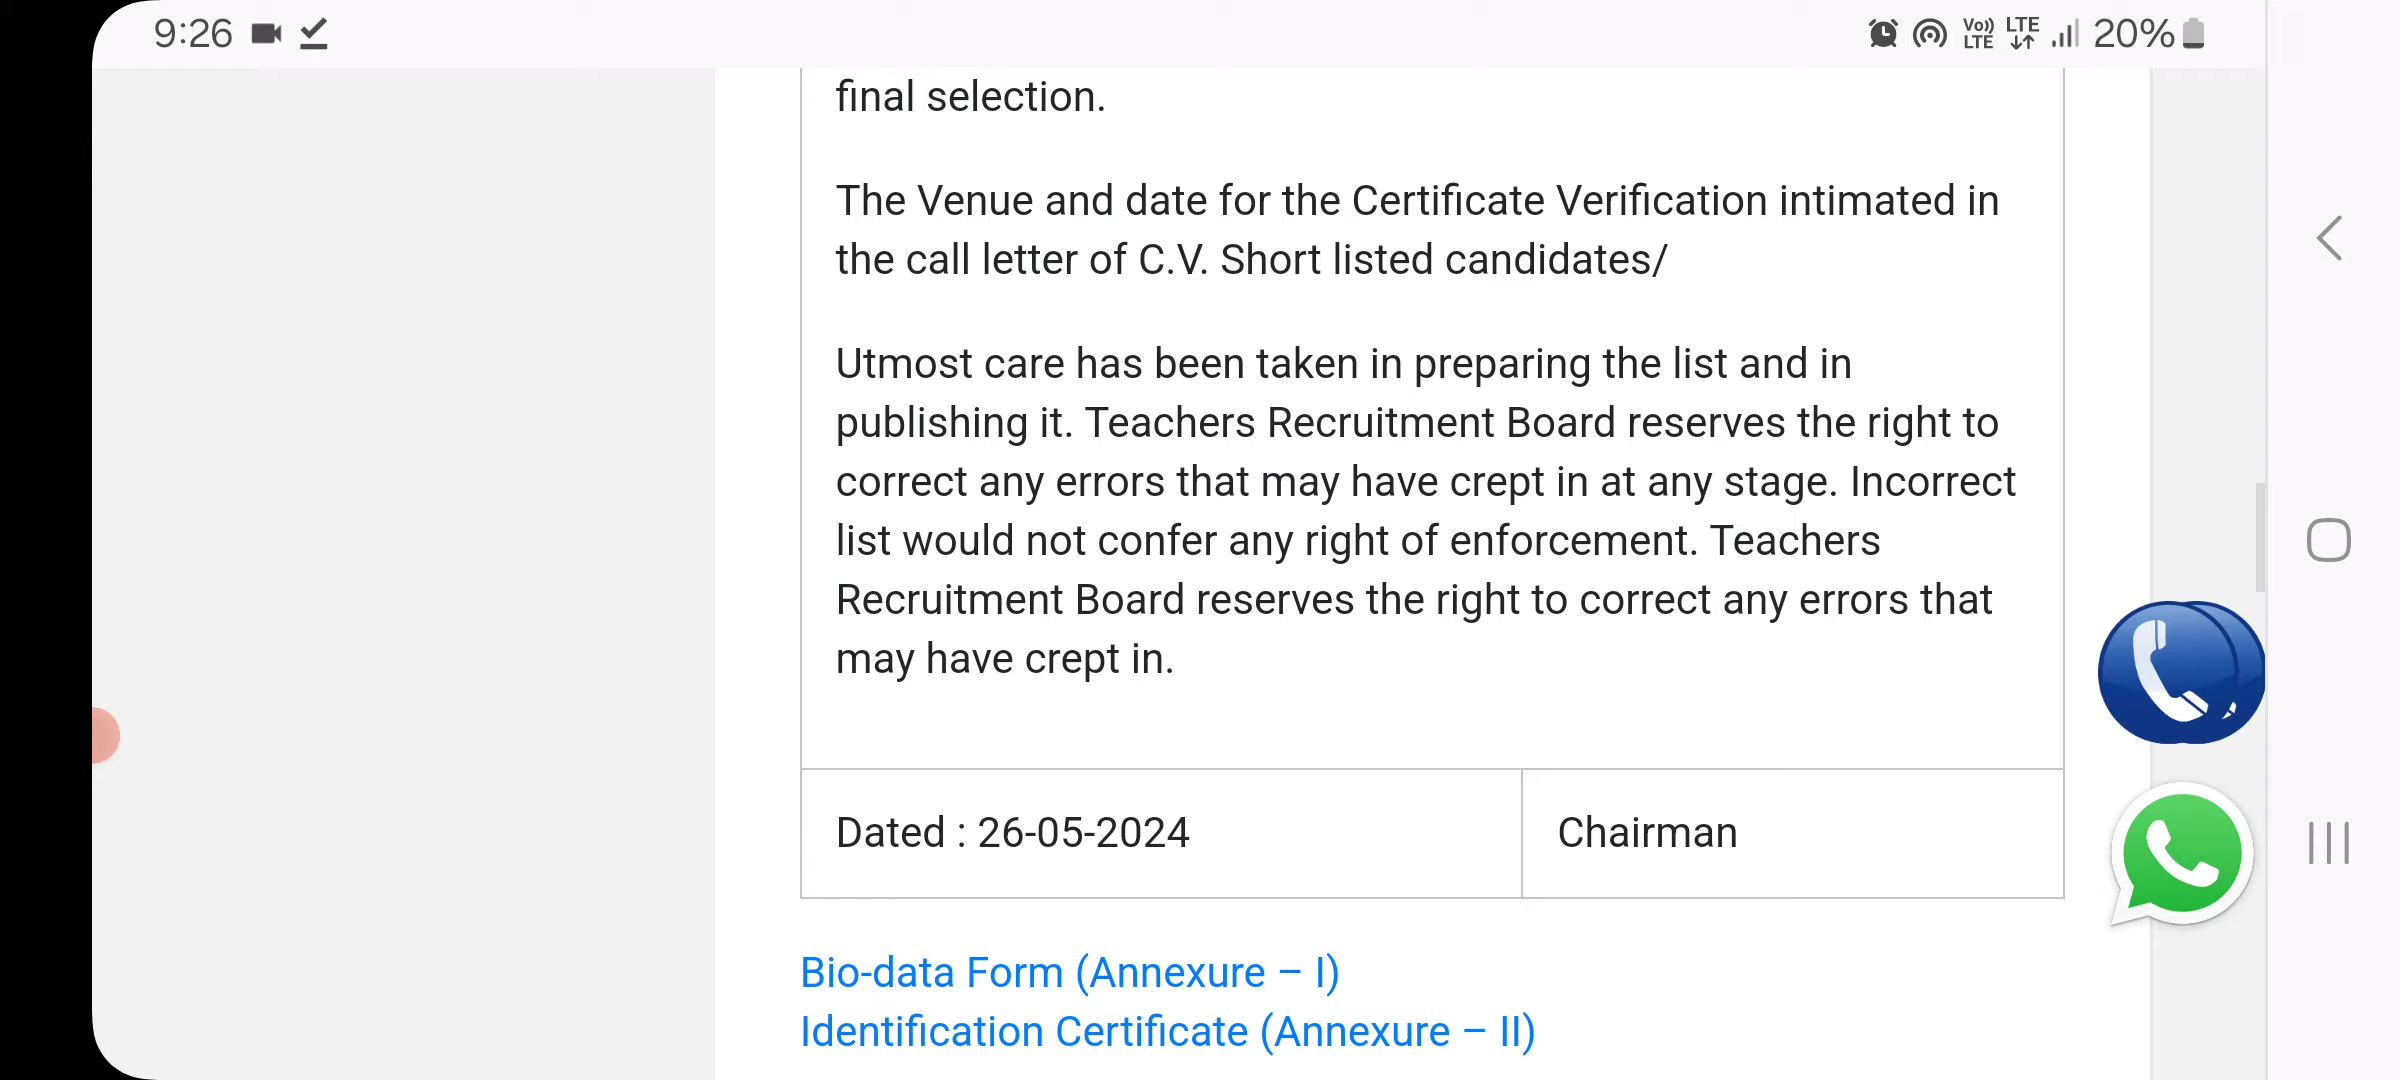 9:26
Vo)) LTE LTE 20%
final selection.
The Venue and date for the Certificate Verification intimated in
the call letter of C.V. Short listed candidates/
Utmost care has been taken in preparing the list and in
publishing it. Teachers Recruitment Board reserves the right to
correct any errors that may have crept in at any stage. Incorrect
list would not confer any right of enforcement. Teachers
Recruitment Board reserves the right to correct any errors that
may have crept in.
Dated : 26-05-2024 Chairman
Bio-data Form (Annexure – I)
Identification Certificate (Annexure – II)